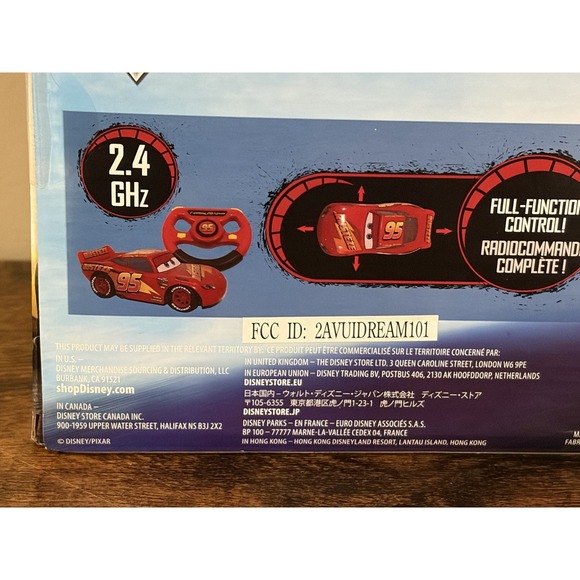 2.4
GHz
95
95
FULL-FUNCTION
CONTROL!
RADIOCOMMANDE
COMPLÈTE !
FCC ID: 2AVUIDREAM101
THIS PRODUCT MAY BE SUPPLIED IN THE RELEVANT TERRITORY BY: CE PRODUIT PEUT ÊTRE COMMERCIALISÉ SUR LE TERRITOIRE CONCERNÉ PAR:
IN U.S. –
DISNEY MERCHANDISE SOURCING & DISTRIBUTION, LLC
BURBANK, CA 91521
shopDisney.com
IN CANADA –
DISNEY STORE CANADA INC.
900-1959 UPPER WATER STREET, HALIFAX NS B3J 2X2
© DISNEY/PIXAR
IN UNITED KINGDOM – THE DISNEY STORE LTD. 3 QUEEN CAROLINE STREET, LONDON W6 9PE
IN EUROPEAN UNION – DISNEY TRADING BV, POSTBUS 406, 2130 AK HOOFDDORP, NETHERLANDS
DISNEYSTORE.EU
日本国内 – ウォルト・ディズニー・ジャパン株式会社 ディズニー・ストア
〒105-6355 東京都港区虎ノ門1-23-1 虎ノ門ヒルズ
DISNEYSTORE.JP
DISNEY PARKS – EN FRANCE – EURO DISNEY ASSOCIÉS S.A.S.
BP 100 – 77777 MARNE-LA-VALLÉE CEDEX 04, FRANCE
IN HONG KONG – HONG KONG DISNEYLAND RESORT, LANTAU ISLAND, HONG KONG